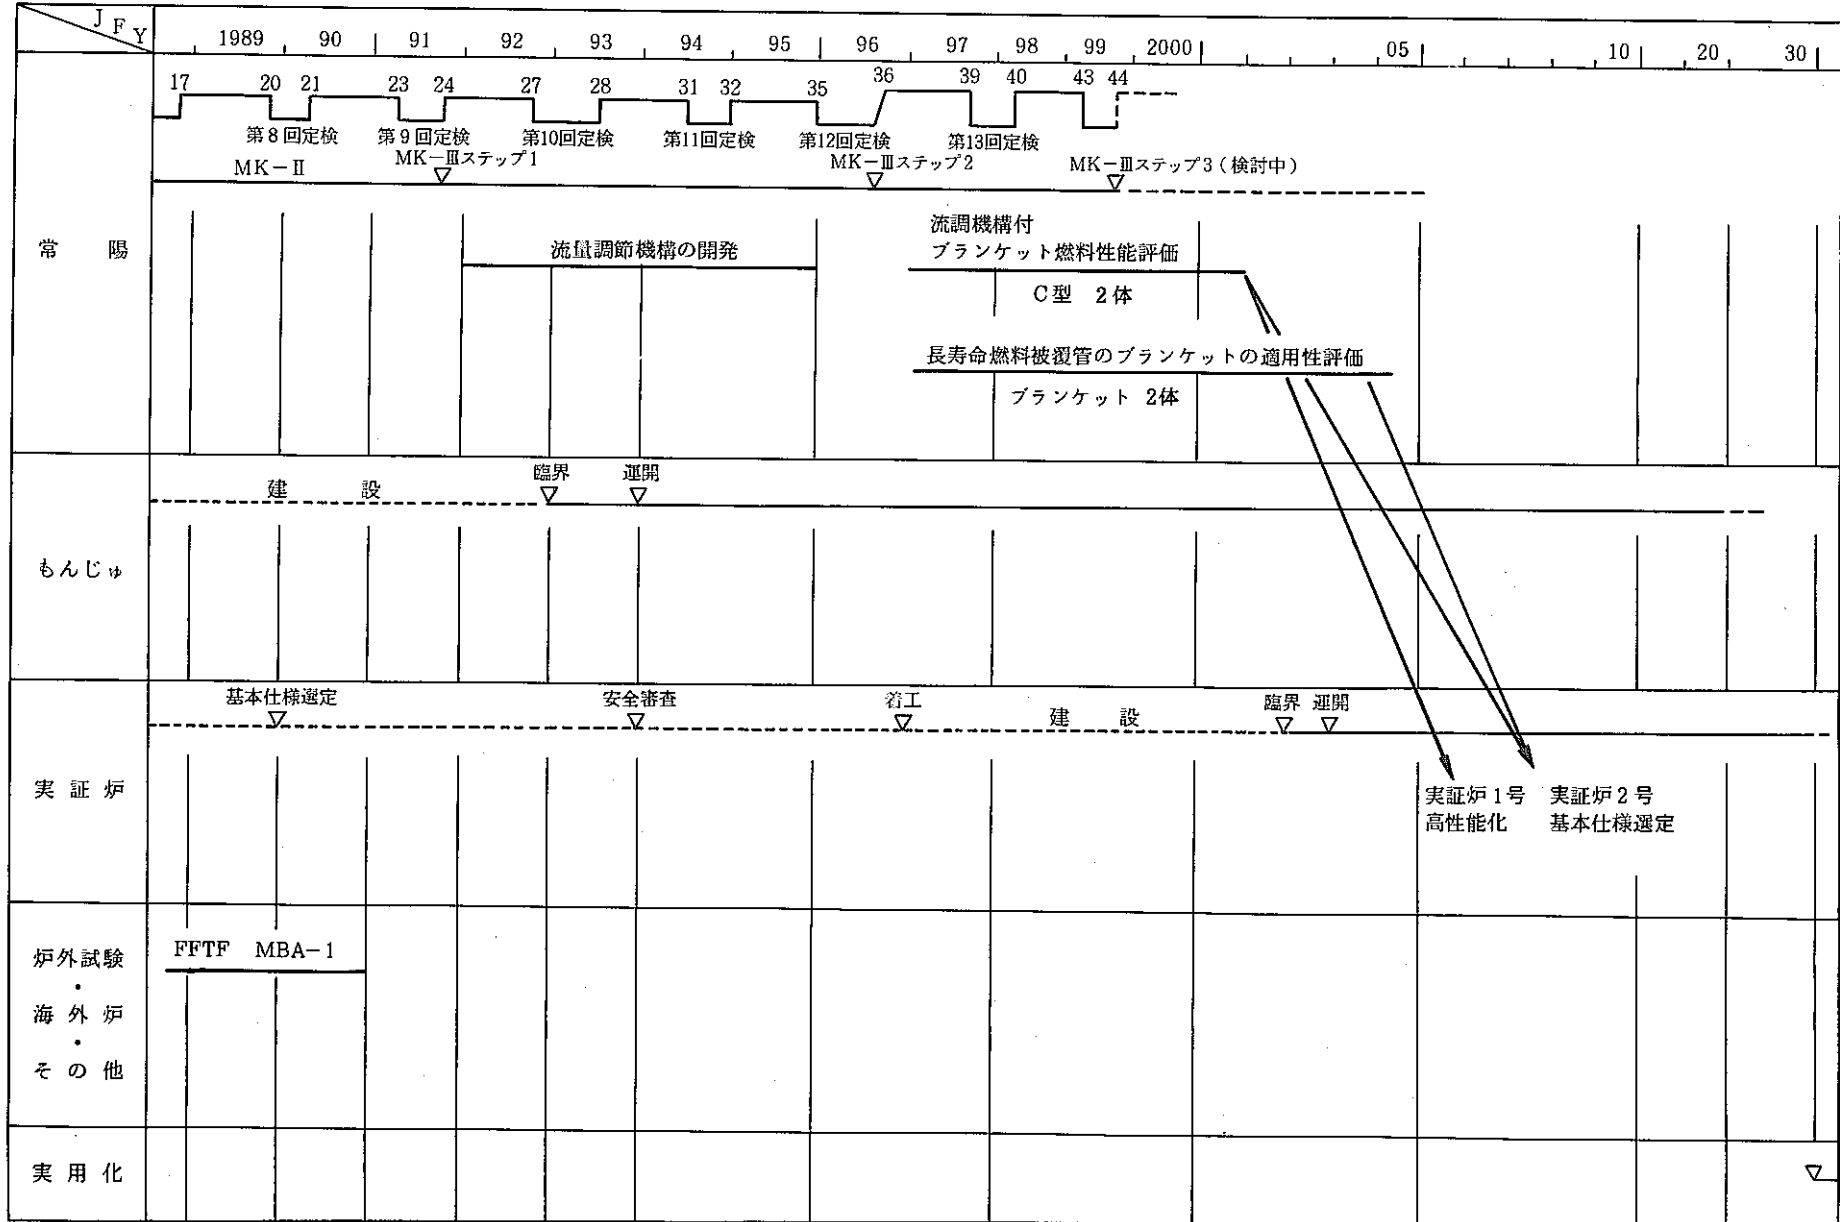 JFY
1989 90 91 92 93 94 95 96 97 98 99 2000 05 10 20 30
17 20 21 23 24 27 28 31 32 35 36 39 40 43 44
第8回定検 第9回定検 第10回定検 第11回定検 第12回定検 第13回定検
MK-Ⅱ MK-Ⅲステップ1 MK-Ⅲステップ2 MK-Ⅲステップ3(検討中)
常陽
流量調節機構の開発
流調機構付
ブランケット燃料性能評価
C型 2体
長寿命燃料被覆管のブランケットの適用性評価
ブランケット 2体
もんじゅ
建設 臨界 運開
実証炉
基本仕様選定 安全審査 着工 建設 臨界 運開
実証炉1号
高性能化
実証炉2号
基本仕様選定
炉外試験
・
海外炉
・
その他
FFTF MBA-1
実用化